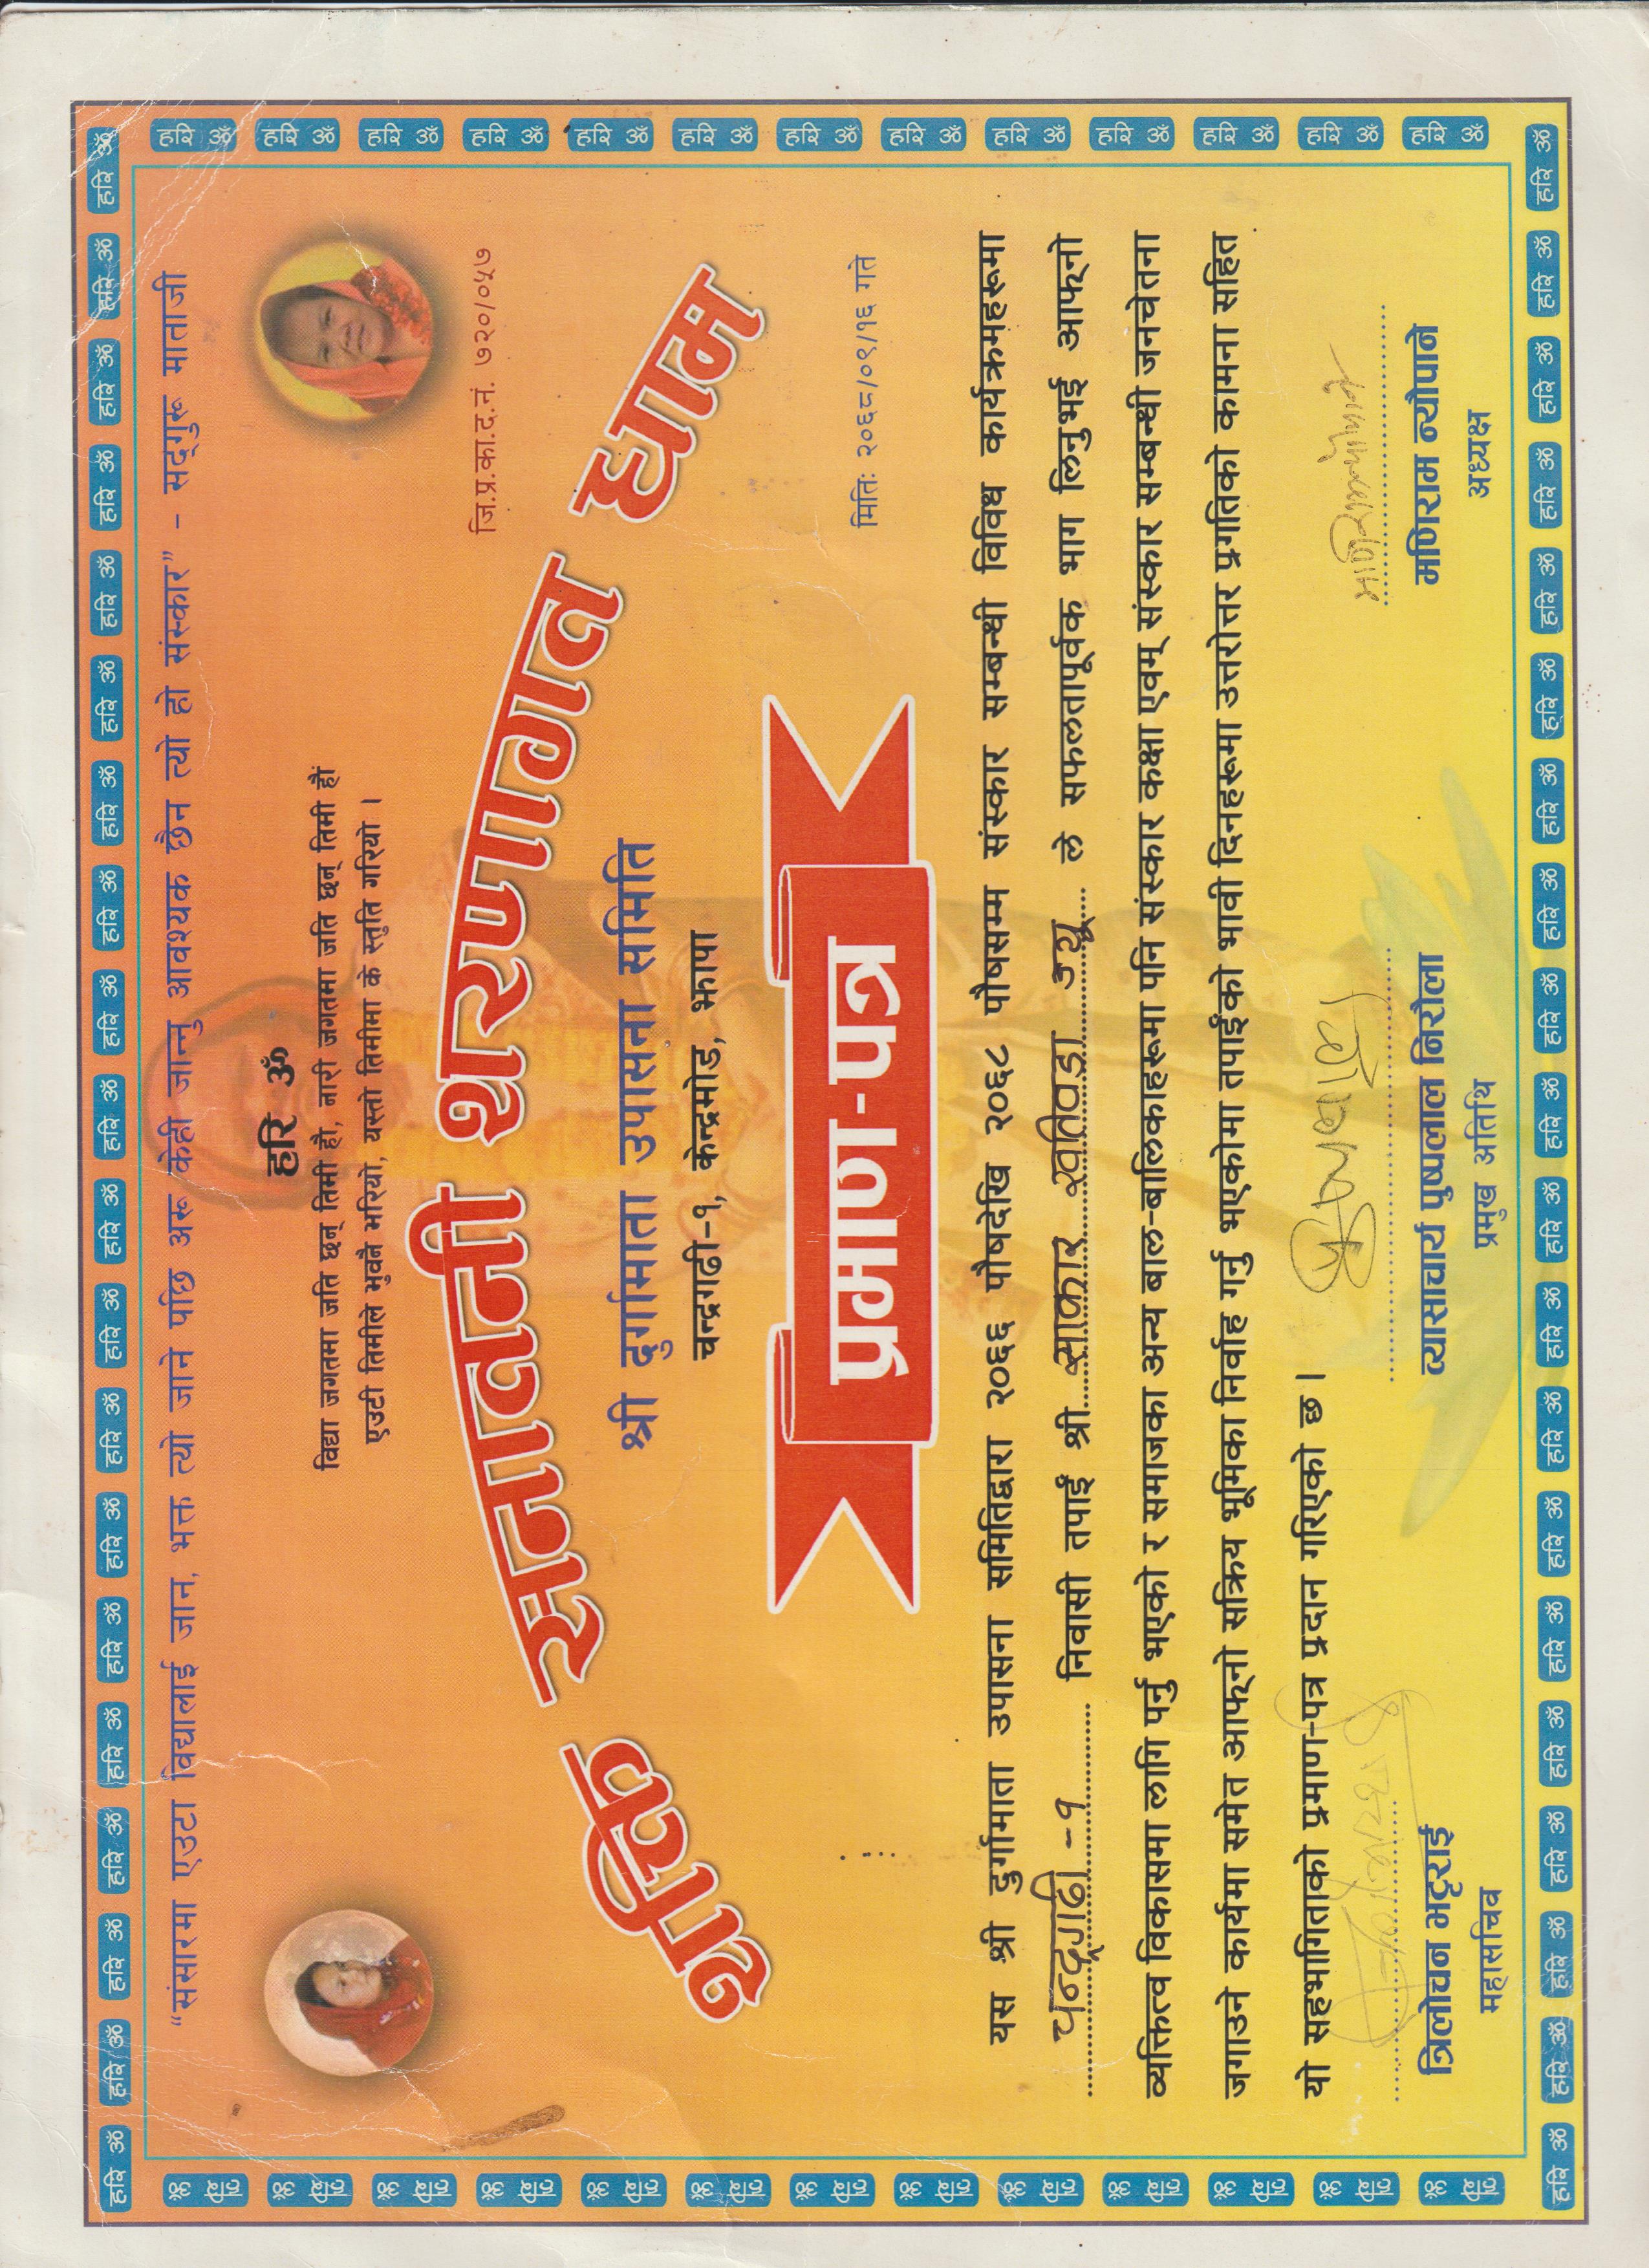 हरि ॐ हरि ॐ हरि ॐ हरि ॐ हरि ॐ हरि ॐ हरि ॐ हरि ॐ हरि ॐ हरि ॐ हरि ॐ हरि ॐ हरि ॐ हरि ॐ हरि ॐ हरि ॐ हरि ॐ हरि ॐ हरि ॐ हरि ॐ
“संसारमा एउटा विद्यालाई जान, भक्त त्यो जाने पछि अरू केही जान्नु आवश्यक छैन त्यो हो संस्कार” – सद्‌गुरू माताजी
हरि ॐ
विद्या जगतमा जति छन् तिमी हौ, नारी जगतमा जति छन् तिमी हौं
एउटी तिमीले भुवनै भरियो, यस्तो तिमीमा के स्तुति गरियो ।
जि.प्र.का.द.नं. ७२०/०५७
शक्ति सनातनी शरणागत धाम
श्री दुर्गामाता उपासना समिति
चन्द्रगढी-१, केन्द्रमोड, झापा
प्रमाण-पत्र
मितिः २०६८/०९/१६ गते
यस श्री दुर्गामाता उपासना समितिद्वारा २०६६ पौषदेखि २०६८ पौषसम्म संस्कार सम्बन्धी विविध कार्यक्रमहरूमा
चन्द्रगढी -१ निवासी तपाईं श्री साकार खतिवडा ज्यू ले सफलतापूर्वक भाग लिनुभई आफ्‌नो
व्यक्तित्व विकासमा लागि पर्नु भएको र समाजका अन्य बाल-बालिकाहरूमा पनि संस्कार कक्षा एवम् संस्कार सम्बन्धी जनचेतना
जगाउने कार्यमा समेत आफ्‌नो सक्रिय भूमिका निर्वाह गर्नु भएकोमा तपाईंको भावी दिनहरूमा उत्तरोत्तर प्रगतिको कामना सहित
यो सहभागिताको प्रमाण-पत्र प्रदान गरिएको छ ।
पुष्पलाल
मणिराम न्यौपाने
त्रिलोचन भट्टराई
व्यासाचार्य पुष्पलाल निरौला
मणिराम न्यौपाने
महासचिव
प्रमुख अतिथि
अध्यक्ष
हरि ॐ हरि ॐ हरि ॐ हरि ॐ हरि ॐ हरि ॐ हरि ॐ हरि ॐ हरि ॐ हरि ॐ हरि ॐ हरि ॐ हरि ॐ हरि ॐ हरि ॐ हरि ॐ हरि ॐ हरि ॐ हरि ॐ हरि ॐ